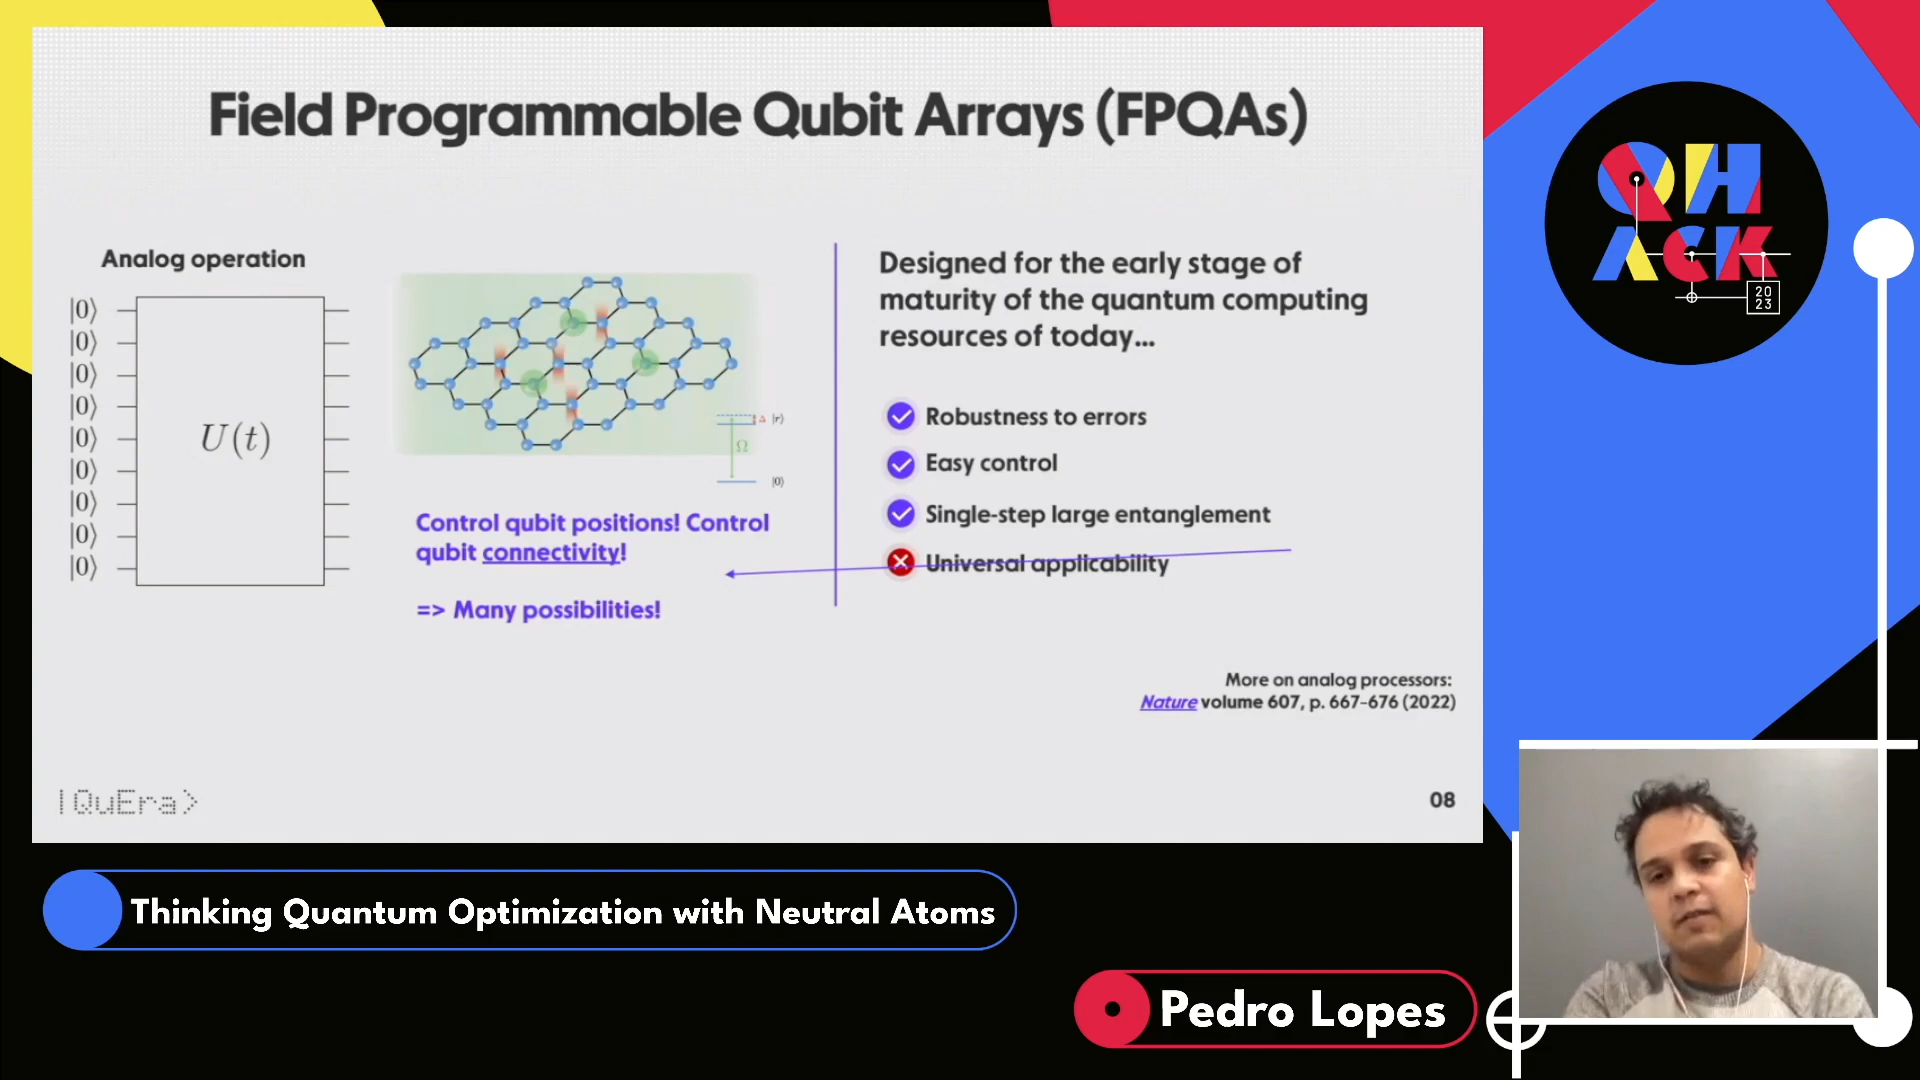 Field Programmable Qubit Arrays (FPQAs)
Analog operation
|0⟩
|0⟩
|0⟩
|0⟩
|0⟩
|0⟩
|0⟩
|0⟩
|0⟩
U(t)
Δ |r⟩
Ω
|0⟩
Control qubit positions! Control
qubit connectivity!
=> Many possibilities!
Designed for the early stage of
maturity of the quantum computing
resources of today...
Robustness to errors
Easy control
Single-step large entanglement
Universal applicability
More on analog processors:
Nature volume 607, p. 667-676 (2022)
|QuEra>
08
QH
ACK
20
23
Thinking Quantum Optimization with Neutral Atoms
Pedro Lopes